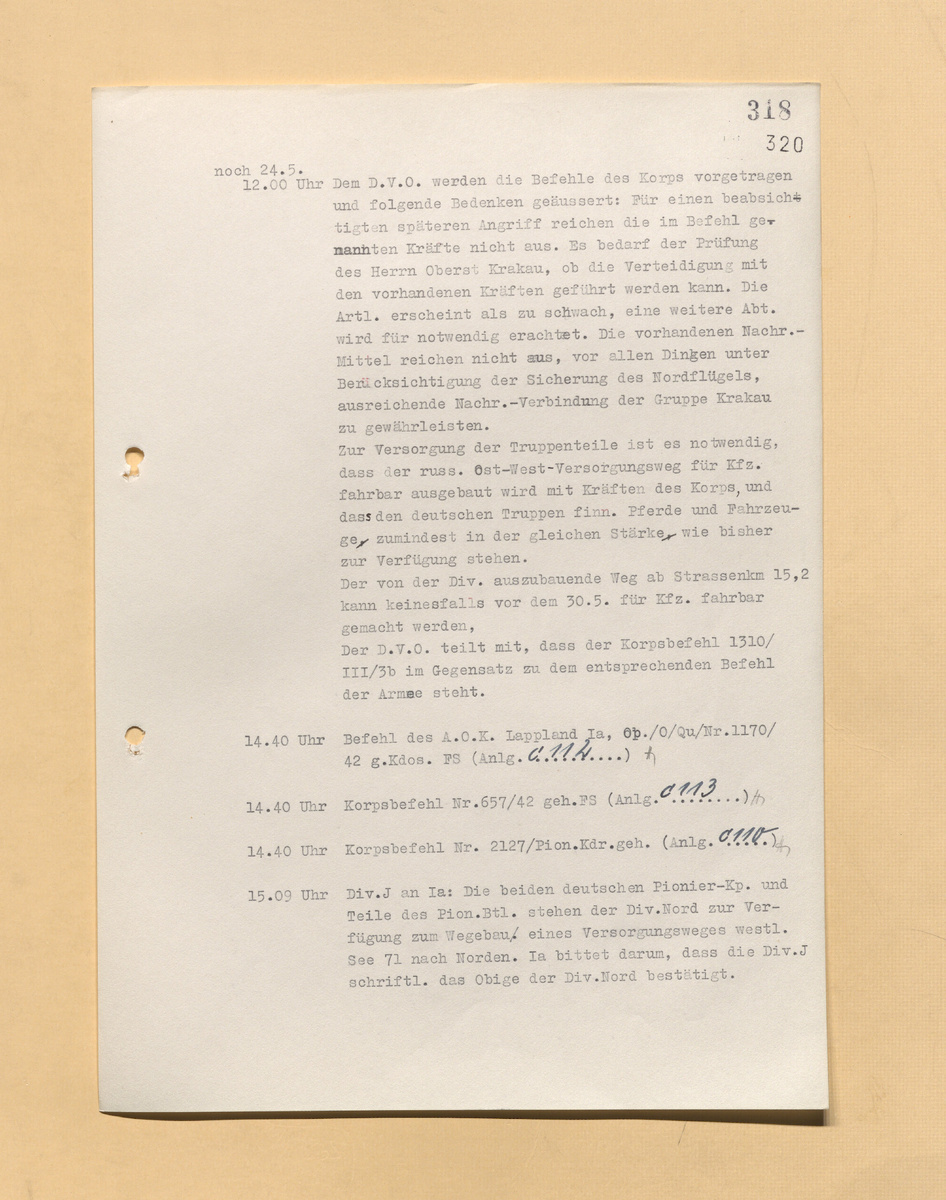 318
320
noch 24.5.
12.00 Uhr Dem D.V.O. werden die Befehle des Korps vorgetragen
und folgende Bedenken geäussert: Für einen beabsich-
tigten späteren Angriff reichen die im Befehl ge-
nannten Kräfte nicht aus. Es bedarf der Prüfung
des Herrn Oberst Krakau, ob die Verteidigung mit
den vorhandenen Kräften geführt werden kann. Die
Artl. erscheint als zu schwach, eine weitere Abt.
wird für notwendig erachtet. Die vorhandenen Nachr.-
Mittel reichen nicht aus, vor allen Dingen unter
Berücksichtigung der Sicherung des Nordflügels,
ausreichende Nachr.-Verbindung der Gruppe Krakau
zu gewährleisten.
Zur Versorgung der Truppenteile ist es notwendig,
dass der russ. Ost-West-Versorgungsweg für Kfz.
fahrbar ausgebaut wird mit Kräften des Korps, und
dass den deutschen Truppen finn. Pferde und Fahrzeu-
ge, zumindest in der gleichen Stärke, wie bisher
zur Verfügung stehen.
Der von der Div. auszubauende Weg ab Strassenkm 15,2
kann keinesfalls vor dem 30.5. für Kfz. fahrbar
gemacht werden,
Der D.V.O. teilt mit, dass der Korpsbefehl 1310/
III/3b im Gegensatz zu dem entsprechenden Befehl
der Armee steht.
14.40 Uhr Befehl des A.O.K. Lappland Ia, Op./O/Qu/Nr.1170/
42 g.Kdos. FS (Anlg. C.114....)
14.40 Uhr Korpsbefehl Nr.657/42 geh.FS (Anlg. C 113...)
14.40 Uhr Korpsbefehl Nr. 2127/Pion.Kdr.geh. (Anlg. C.110.)
15.09 Uhr Div.J an Ia: Die beiden deutschen Pionier-Kp. und
Teile des Pion.Btl. stehen der Div.Nord zur Ver-
fügung zum Wegebau eines Versorgungsweges westl.
See 71 nach Norden. Ia bittet darum, dass die Div.J
schriftl. das Obige der Div.Nord bestätigt.